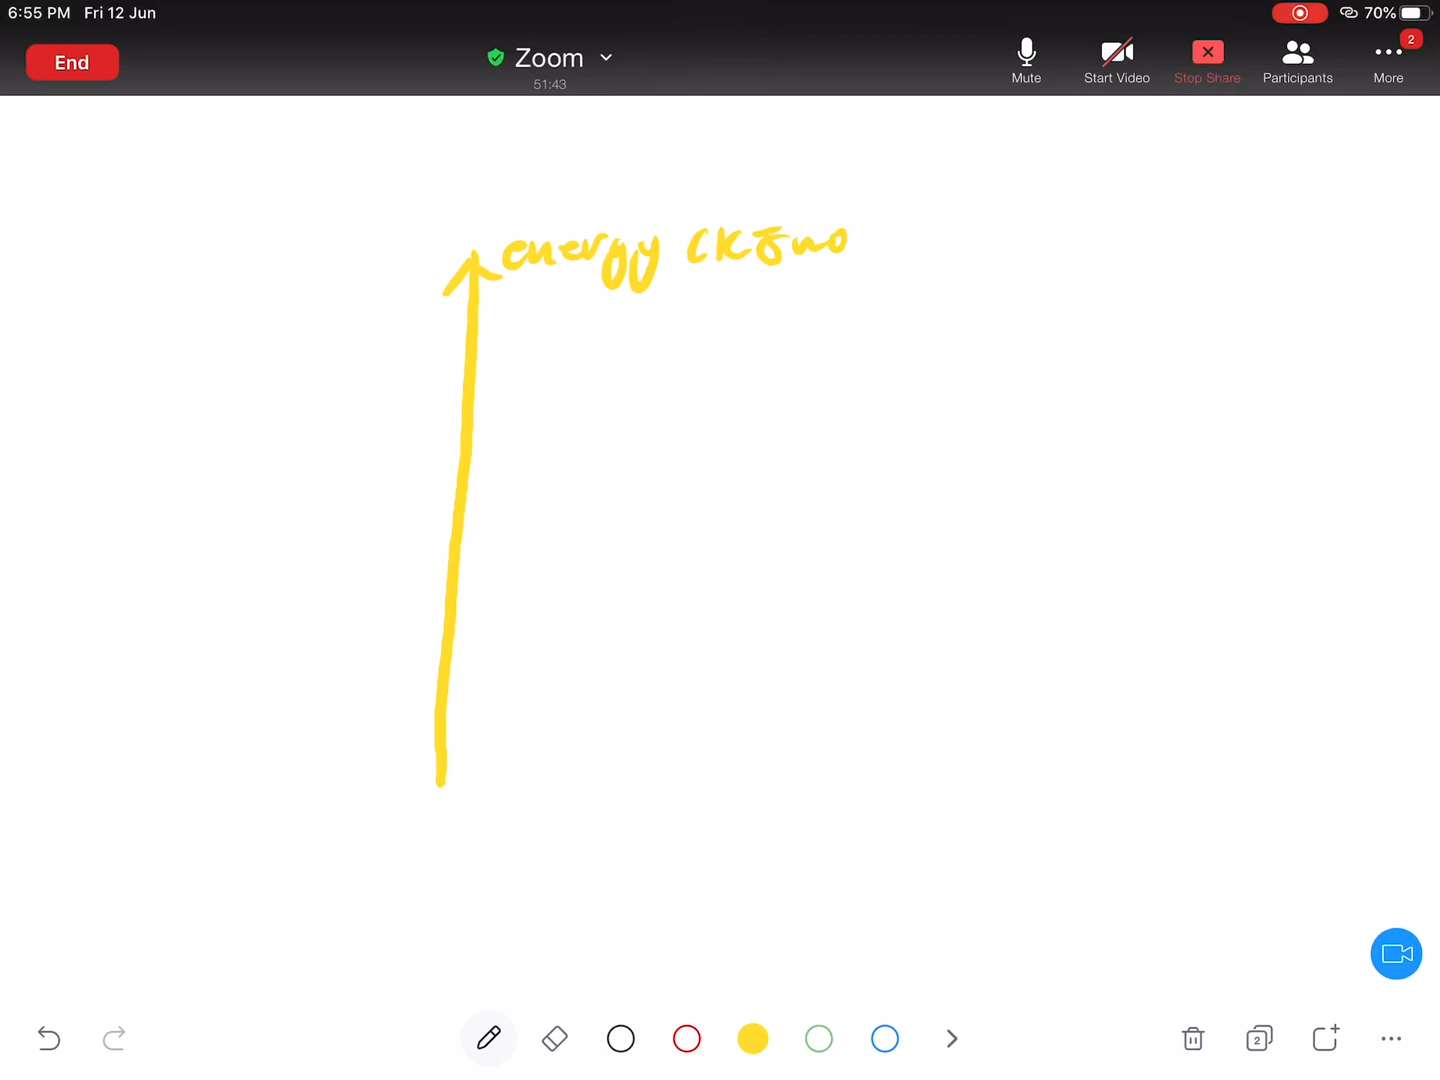 6:55 PM Fri 12 Jun
70%
End
Zoom
51:43
Mute
Start Video
Stop Share
Participants
More
2
energy (KJmo
2